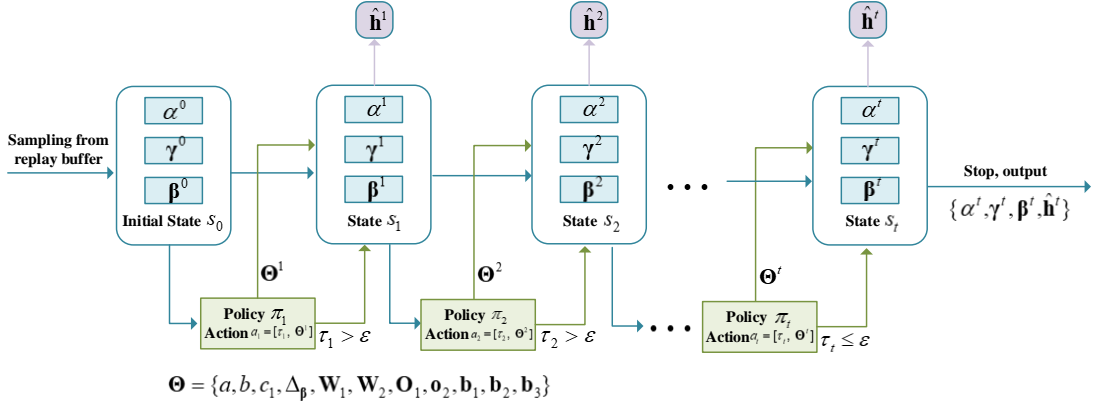 ĥ¹ ĥ² ĥᵗ
α⁰ α¹ α² αᵗ
Sampling from
replay buffer
γ⁰ γ¹ γ² γᵗ
Stop, output
β⁰ β¹ β² ••• βᵗ
{αᵗ,γᵗ,βᵗ,ĥᵗ}
Initial State s₀ State s₁ State s₂ State sₜ
Θ¹ Θ² Θᵗ
Policy π₁ Policy π₂ Policy πₜ
Action a₁=[τ₁, Θ¹] τ₁ > ε Action a₂=[τ₂, Θ²] τ₂ > ε ••• Action aₜ=[τₜ, Θᵗ] τₜ ≤ ε
Θ = {a,b,c₁,Δ_β,W₁,W₂,O₁,o₂,b₁,b₂,b₃}